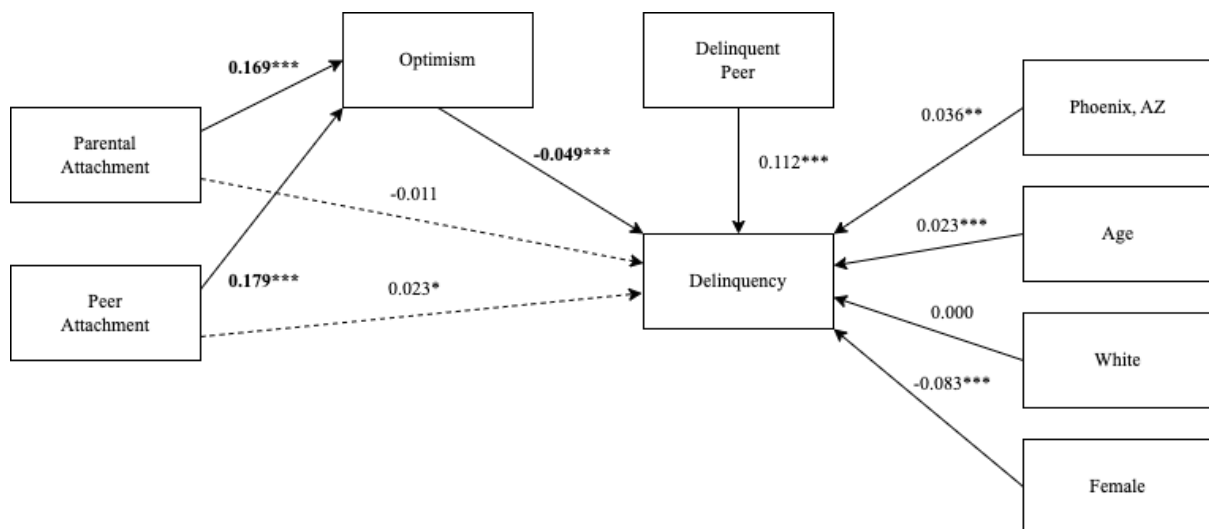 Optimism
Delinquent
Peer
0.169***
Phoenix, AZ
0.036**
Parental
Attachment
-0.049***
0.112***
-0.011
0.023***
Age
0.179***
0.023*
Delinquency
Peer
Attachment
0.000
White
-0.083***
Female